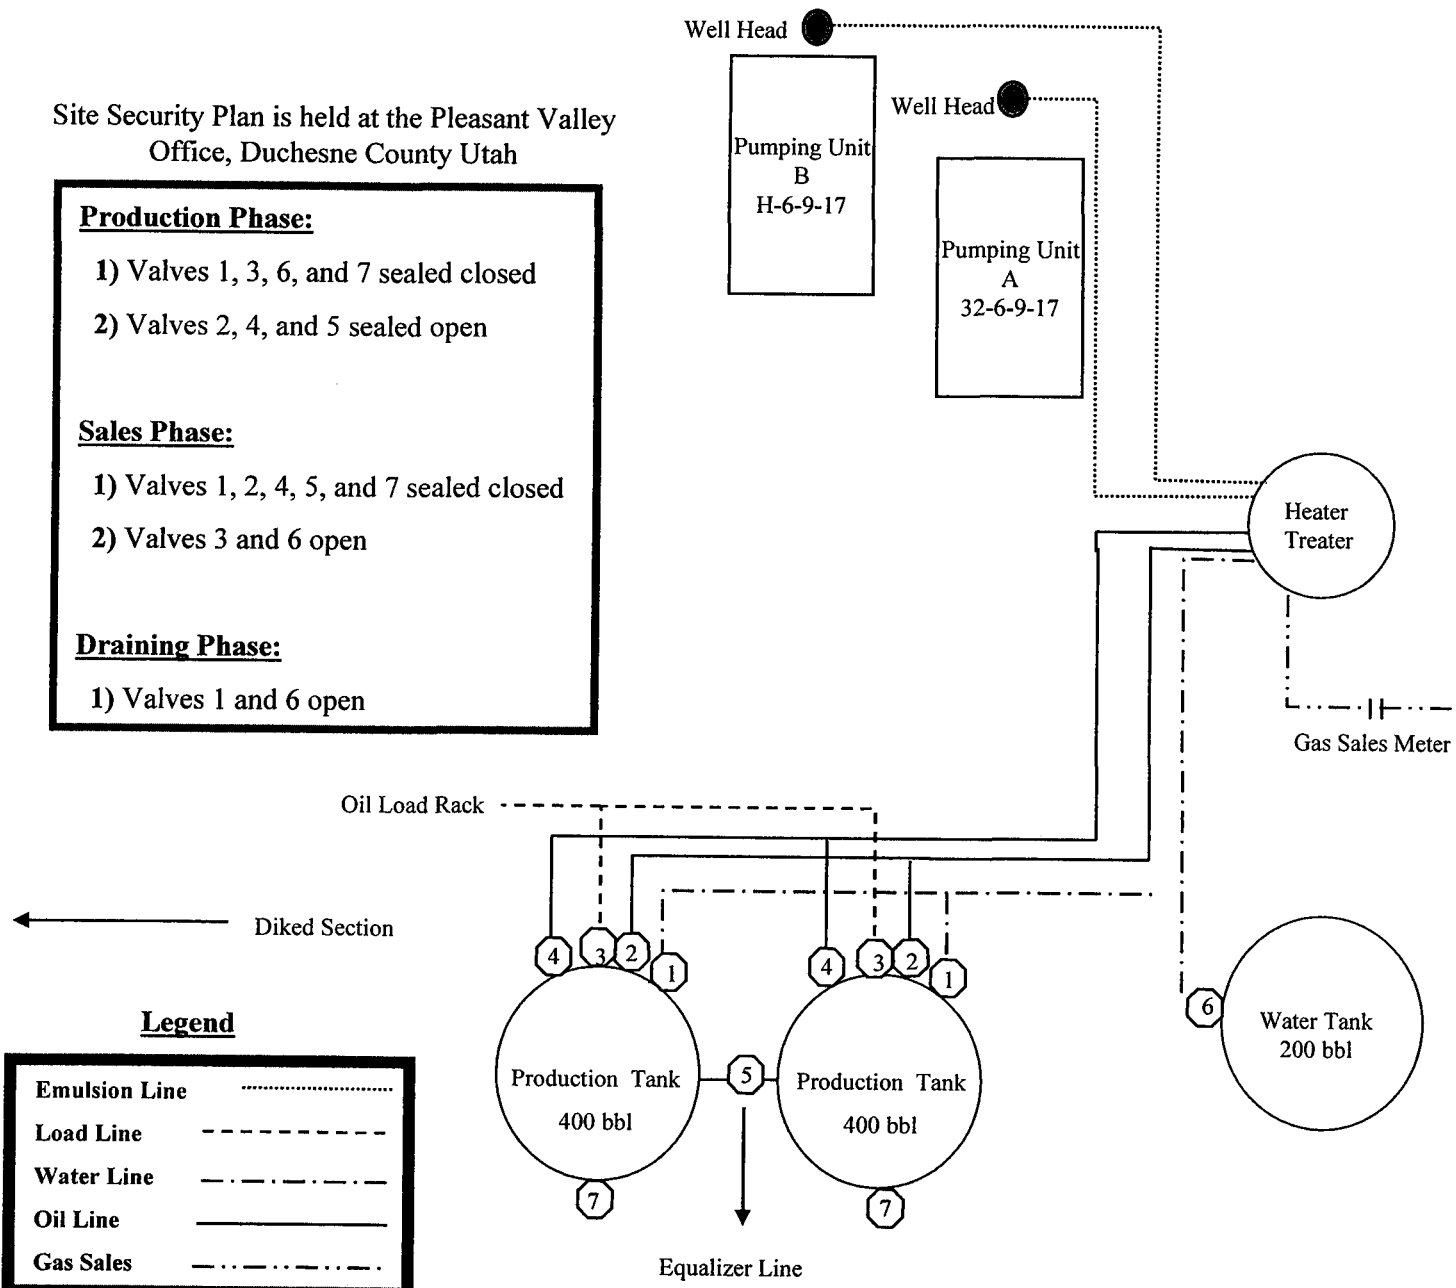 Well Head
Well Head
Site Security Plan is held at the Pleasant Valley
Office, Duchesne County Utah
Pumping Unit
B
H-6-9-17
Pumping Unit
A
32-6-9-17
Production Phase:
1) Valves 1, 3, 6, and 7 sealed closed
2) Valves 2, 4, and 5 sealed open
Sales Phase:
1) Valves 1, 2, 4, 5, and 7 sealed closed
2) Valves 3 and 6 open
Draining Phase:
1) Valves 1 and 6 open
Heater
Treater
Gas Sales Meter
Oil Load Rack
Diked Section
4
3
2
1
4
3
2
1
6
Water Tank
200 bbl
Production Tank
400 bbl
5
Production Tank
400 bbl
7
7
Equalizer Line
Legend
Emulsion Line
Load Line
Water Line
Oil Line
Gas Sales